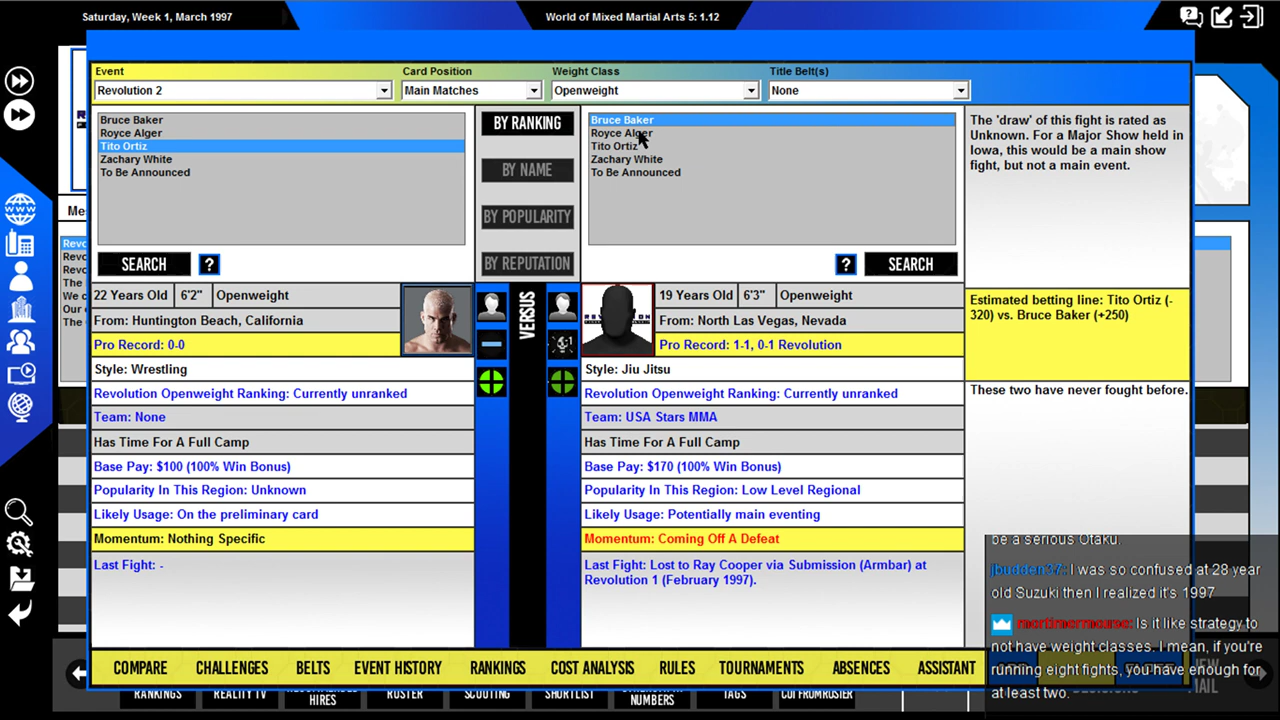 Saturday, Week 1, March 1997
World of Mixed Martial Arts 5: 1.12
Event
Card Position
Weight Class
Title Belt(s)
Revolution 2
Main Matches
Openweight
None
Bruce Baker
Royce Alger
Tito Ortiz
Zachary White
To Be Announced
BY RANKING
BY NAME
BY POPULARITY
BY REPUTATION
Bruce Baker
Royce Alger
Tito Ortiz
Zachary White
To Be Announced
The 'draw' of this fight is rated as
Unknown. For a Major Show held in
Iowa, this would be a main show
fight, but not a main event.
SEARCH
?
?
SEARCH
22 Years Old
6'2"
Openweight
From: Huntington Beach, California
Pro Record: 0-0
Style: Wrestling
Revolution Openweight Ranking: Currently unranked
Team: None
Has Time For A Full Camp
Base Pay: $100 (100% Win Bonus)
Popularity In This Region: Unknown
Likely Usage: On the preliminary card
Momentum: Nothing Specific
Last Fight: -
VERSUS
19 Years Old
6'3"
Openweight
From: North Las Vegas, Nevada
Pro Record: 1-1, 0-1 Revolution
Style: Jiu Jitsu
Revolution Openweight Ranking: Currently unranked
Team: USA Stars MMA
Has Time For A Full Camp
Base Pay: $170 (100% Win Bonus)
Popularity In This Region: Low Level Regional
Likely Usage: Potentially main eventing
Momentum: Coming Off A Defeat
Last Fight: Lost to Ray Cooper via Submission (Armbar) at
Revolution 1 (February 1997).
Estimated betting line: Tito Ortiz (-
320) vs. Bruce Baker (+250)
These two have never fought before.
be a serious Otaku.
jbudden37: I was so confused at 28 year
old Suzuki then I realized it's 1997
Is it like strategy to
not have weight classes. I mean, if you're
running eight fights, you have enough for
at least two.
COMPARE
CHALLENGES
BELTS
EVENT HISTORY
RANKINGS
COST ANALYSIS
RULES
TOURNAMENTS
ABSENCES
ASSISTANT
RANKINGS
REALITY TV
HIRES
ROSTER
SCOUTING
SHORTLIST
NUMBERS
TAGS
MAIL